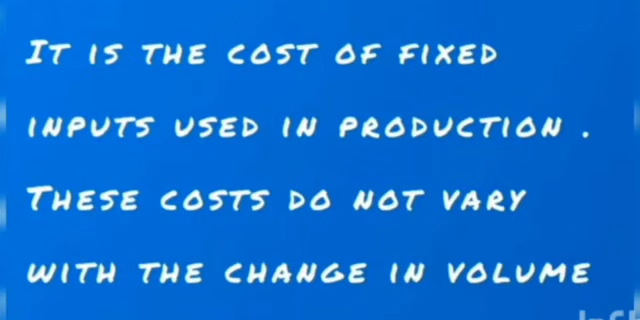 It is the cost of fixed
inputs used in production .
These costs do not vary
with the change in volume